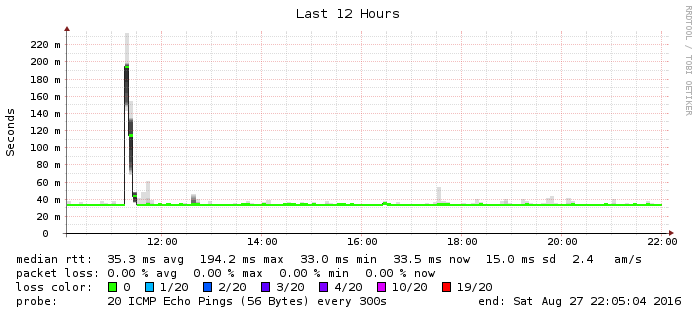 Last 12 Hours
RRDTOOL / TOBI OETIKER
Seconds
220 m
200 m
180 m
160 m
140 m
120 m
100 m
80 m
60 m
40 m
20 m
0
12:00 14:00 16:00 18:00 20:00 22:00
median rtt: 35.3 ms avg 194.2 ms max 33.0 ms min 33.5 ms now 15.0 ms sd 2.4 am/s
packet loss: 0.00 % avg 0.00 % max 0.00 % min 0.00 % now
loss color: 0 1/20 2/20 3/20 4/20 10/20 19/20
probe: 20 ICMP Echo Pings (56 Bytes) every 300s end: Sat Aug 27 22:05:04 2016